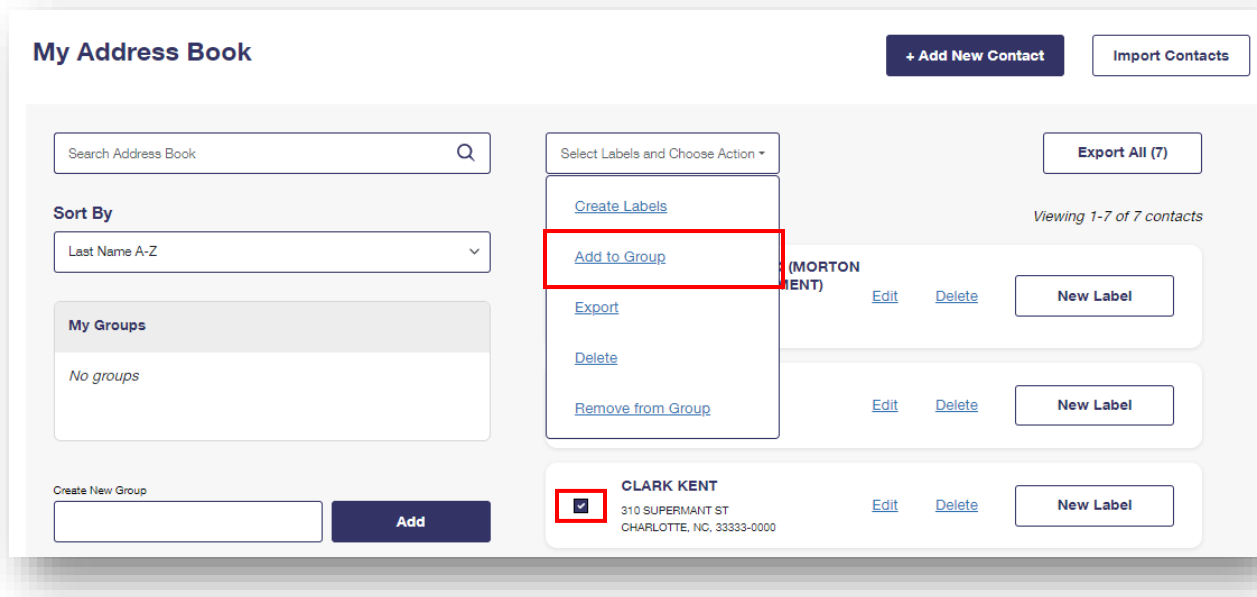 My Address Book
+ Add New Contact
Import Contacts
Search Address Book
Select Labels and Choose Action
Export All (7)
Sort By
Last Name A-Z
Viewing 1-7 of 7 contacts
Create Labels
Add to Group
Export
Delete
Remove from Group
(MORTON
Edit
Delete
New Label
My Groups
No groups
Edit
Delete
New Label
Create New Group
Add
CLARK KENT
310 SUPERMANT ST
CHARLOTTE, NC, 33333-0000
Edit
Delete
New Label